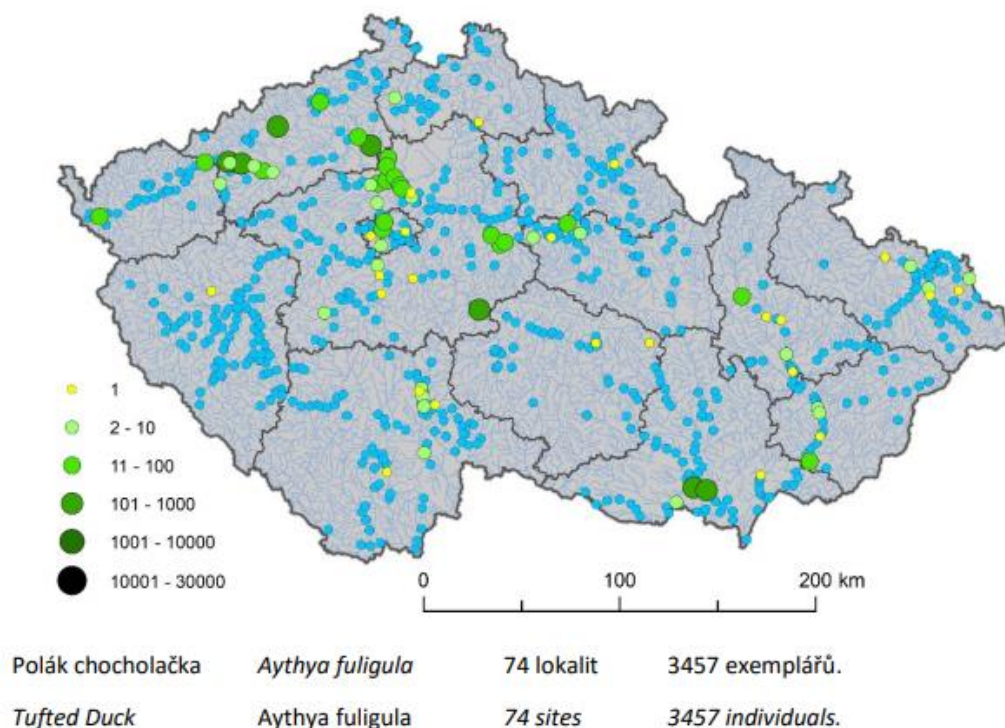 1
2 - 10
11 - 100
101 - 1000
1001 - 10000
10001 - 30000
0 100 200 km
Polák chocholačka Aythya fuligula 74 lokalit 3457 exemplářů.
Tufted Duck Aythya fuligula 74 sites 3457 individuals.